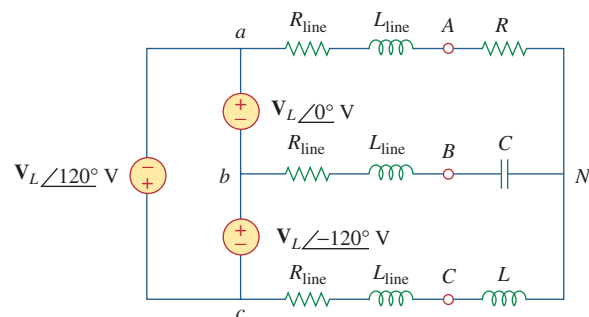 a R_line L_line A R
+
−
V_L∠0° V
R_line L_line B C
−
+
V_L∠120° V b N
+
−
V_L∠−120° V
R_line L_line C L
c